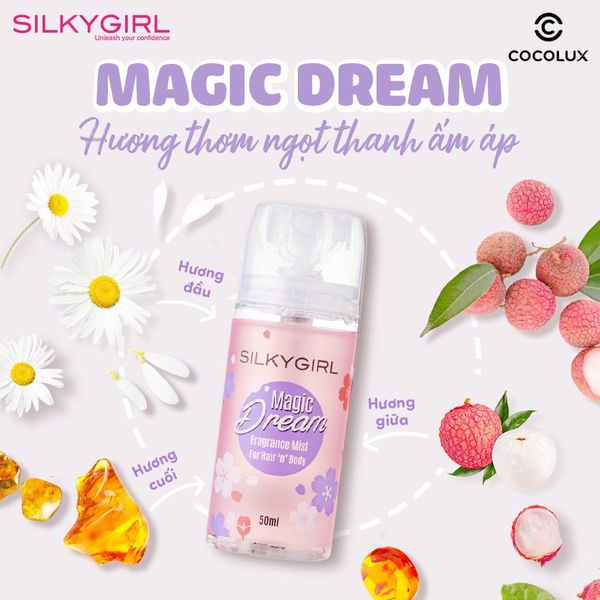 SILKYGIRL
Unleash your confidence
COCOLUX
MAGIC DREAM
Hương thơm ngọt thanh ấm áp
Hương
đầu
SILKYGIRL
Magic
Dream
Fragrance Mist
For Hair 'n' Body
50ml
Hương
giữa
Hương
cuối